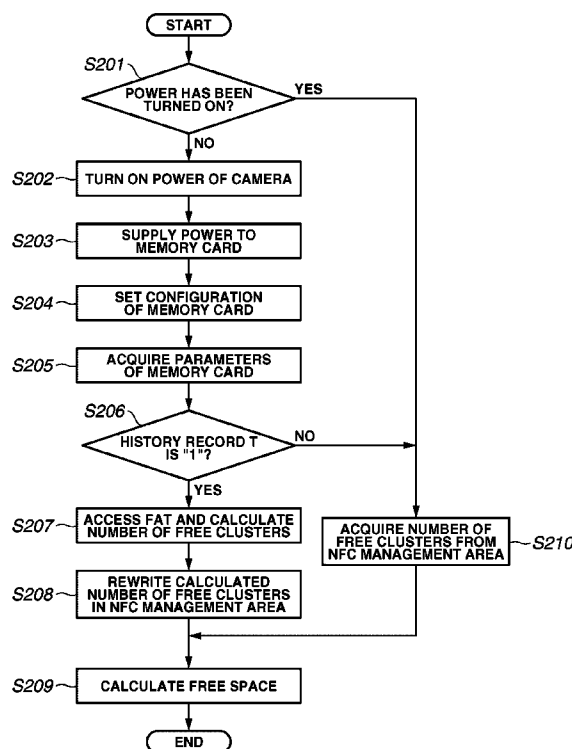 START
S201
POWER HAS BEEN
TURNED ON?
YES
NO
S202
TURN ON POWER OF CAMERA
S203
SUPPLY POWER TO
MEMORY CARD
S204
SET CONFIGURATION
OF MEMORY CARD
S205
ACQUIRE PARAMETERS
OF MEMORY CARD
S206
HISTORY RECORD T
IS "1"?
NO
YES
S207
ACCESS FAT AND CALCULATE
NUMBER OF FREE CLUSTERS
ACQUIRE NUMBER OF
FREE CLUSTERS FROM
NFC MANAGEMENT AREA
S210
S208
REWRITE CALCULATED
NUMBER OF FREE CLUSTERS
IN NFC MANAGEMENT AREA
S209
CALCULATE FREE SPACE
END